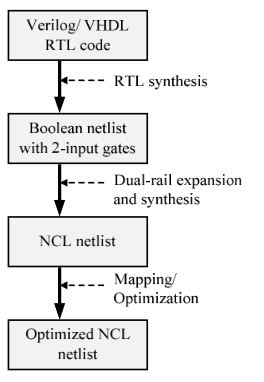 Verilog/ VHDL
RTL code
RTL synthesis
Boolean netlist
with 2-input gates
Dual-rail expansion
and synthesis
NCL netlist
Mapping/
Optimization
Optimized NCL
netlist